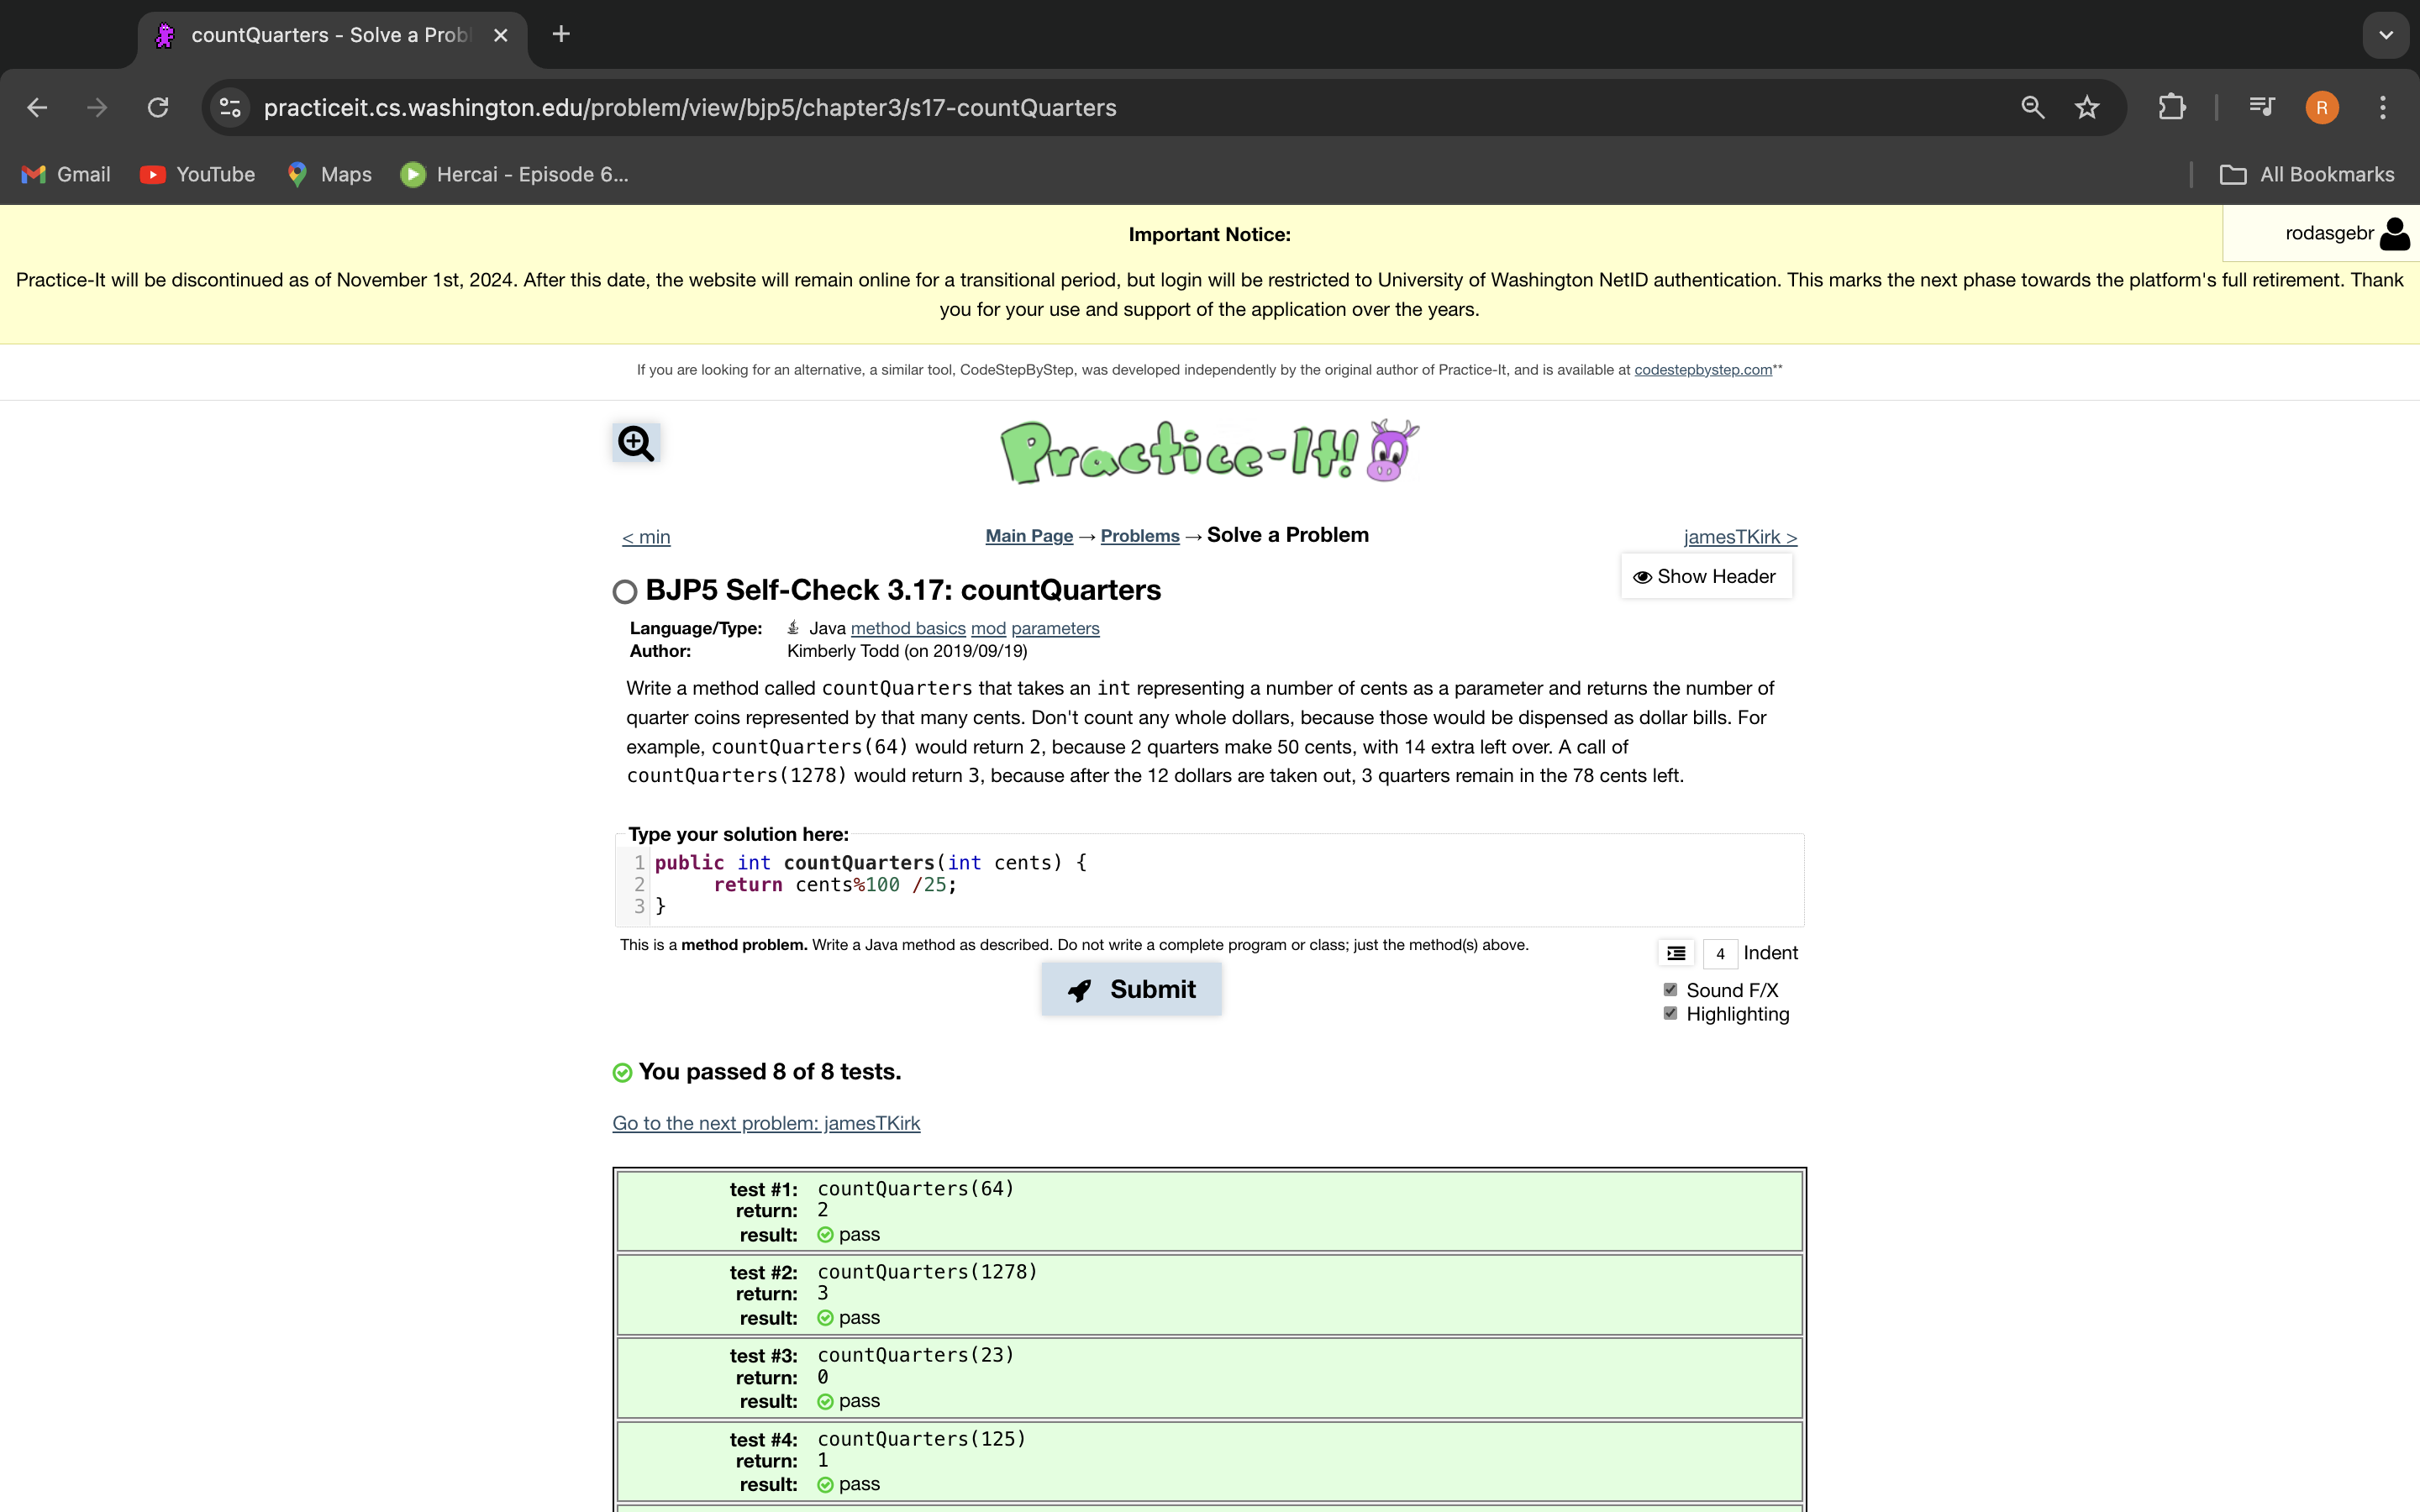 countQuarters - Solve a Prob
practiceit.cs.washington.edu/problem/view/bjp5/chapter3/s17-countQuarters
R
Gmail
YouTube
Maps
Hercai - Episode 6...
All Bookmarks
Important Notice:
rodasgebr
Practice-It will be discontinued as of November 1st, 2024. After this date, the website will remain online for a transitional period, but login will be restricted to University of Washington NetID authentication. This marks the next phase towards the platform's full retirement. Thank
you for your use and support of the application over the years.
If you are looking for an alternative, a similar tool, CodeStepByStep, was developed independently by the original author of Practice-It, and is available at codestepbystep.com**
Practice-It!
< min
Main Page → Problems → Solve a Problem
jamesTKirk >
Show Header
BJP5 Self-Check 3.17: countQuarters
Language/Type: Java method basics mod parameters
Author: Kimberly Todd (on 2019/09/19)
Write a method called countQuarters that takes an int representing a number of cents as a parameter and returns the number of
quarter coins represented by that many cents. Don't count any whole dollars, because those would be dispensed as dollar bills. For
example, countQuarters(64) would return 2, because 2 quarters make 50 cents, with 14 extra left over. A call of
countQuarters(1278) would return 3, because after the 12 dollars are taken out, 3 quarters remain in the 78 cents left.
Type your solution here:
1 public int countQuarters(int cents) {
2 return cents%100 /25;
3 }
This is a method problem. Write a Java method as described. Do not write a complete program or class; just the method(s) above.
4 Indent
Submit
Sound F/X
Highlighting
You passed 8 of 8 tests.
Go to the next problem: jamesTKirk
test #1: countQuarters(64)
return: 2
result: pass
test #2: countQuarters(1278)
return: 3
result: pass
test #3: countQuarters(23)
return: 0
result: pass
test #4: countQuarters(125)
return: 1
result: pass